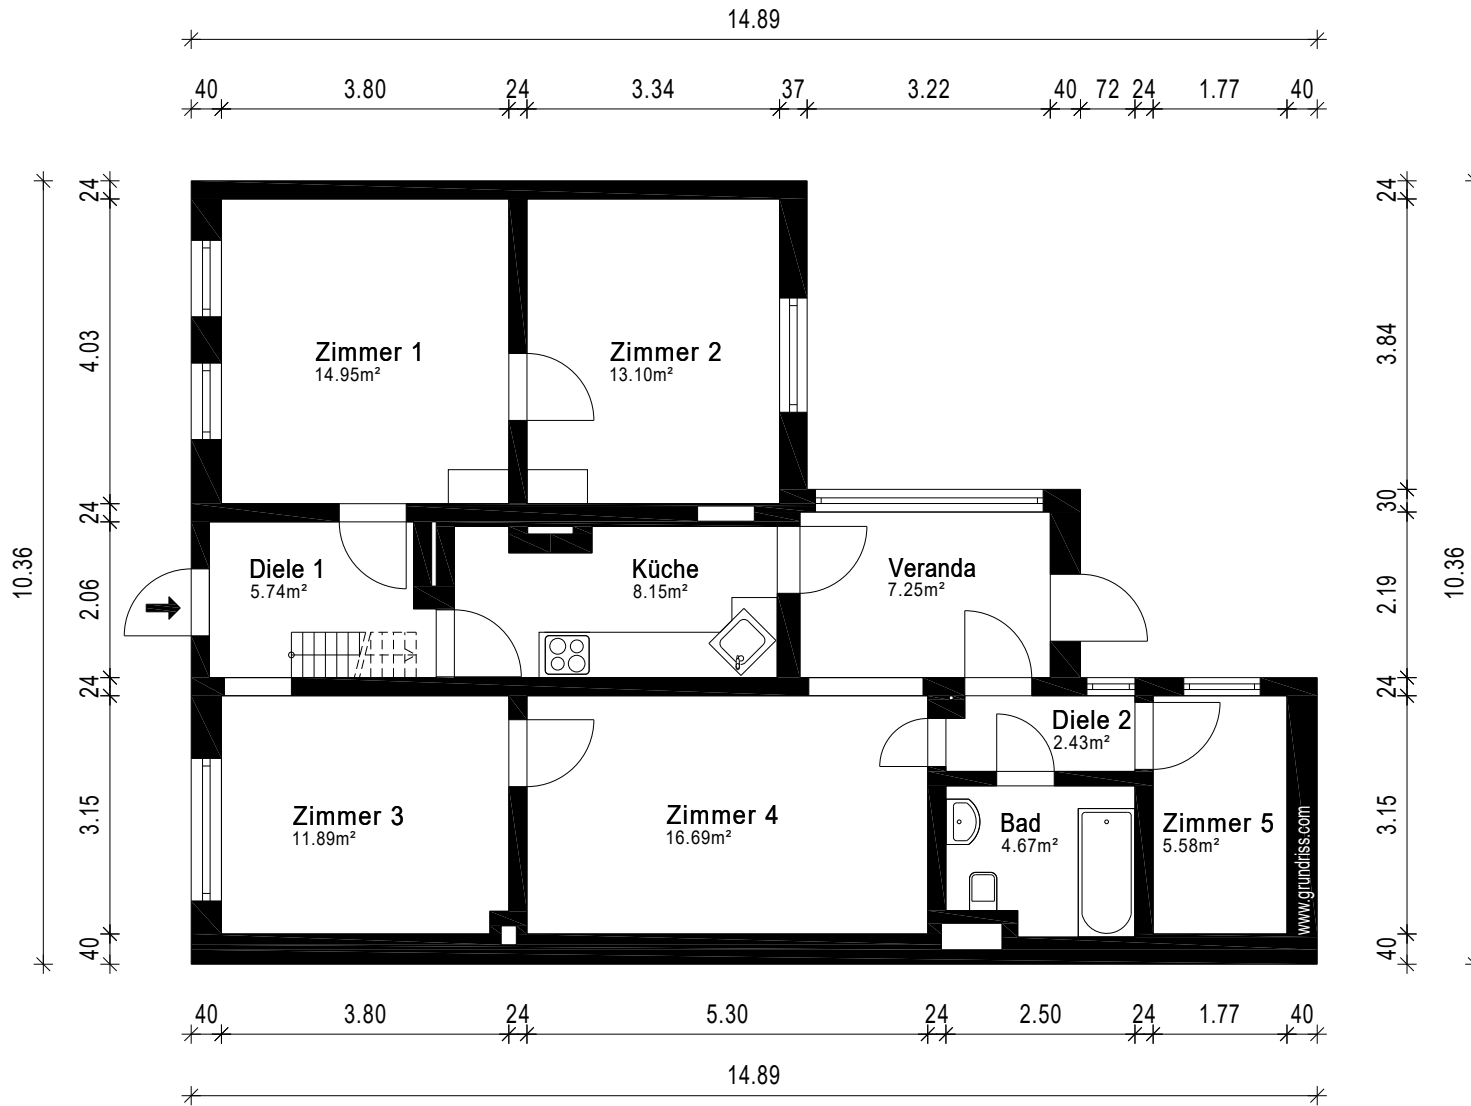 14.89
40 3.80 24 3.34 37 3.22 40 72 24 1.77 40
24
4.03
24
2.06
24
3.15
40
10.36
Zimmer 1
14.95m²
Zimmer 2
13.10m²
Diele 1
5.74m²
Küche
8.15m²
Veranda
7.25m²
Diele 2
2.43m²
Zimmer 3
11.89m²
Zimmer 4
16.69m²
Bad
4.67m²
Zimmer 5
5.58m²
www.grundriss.com
24
3.84
30
2.19
24
3.15
40
10.36
40 3.80 24 5.30 24 2.50 24 1.77 40
14.89